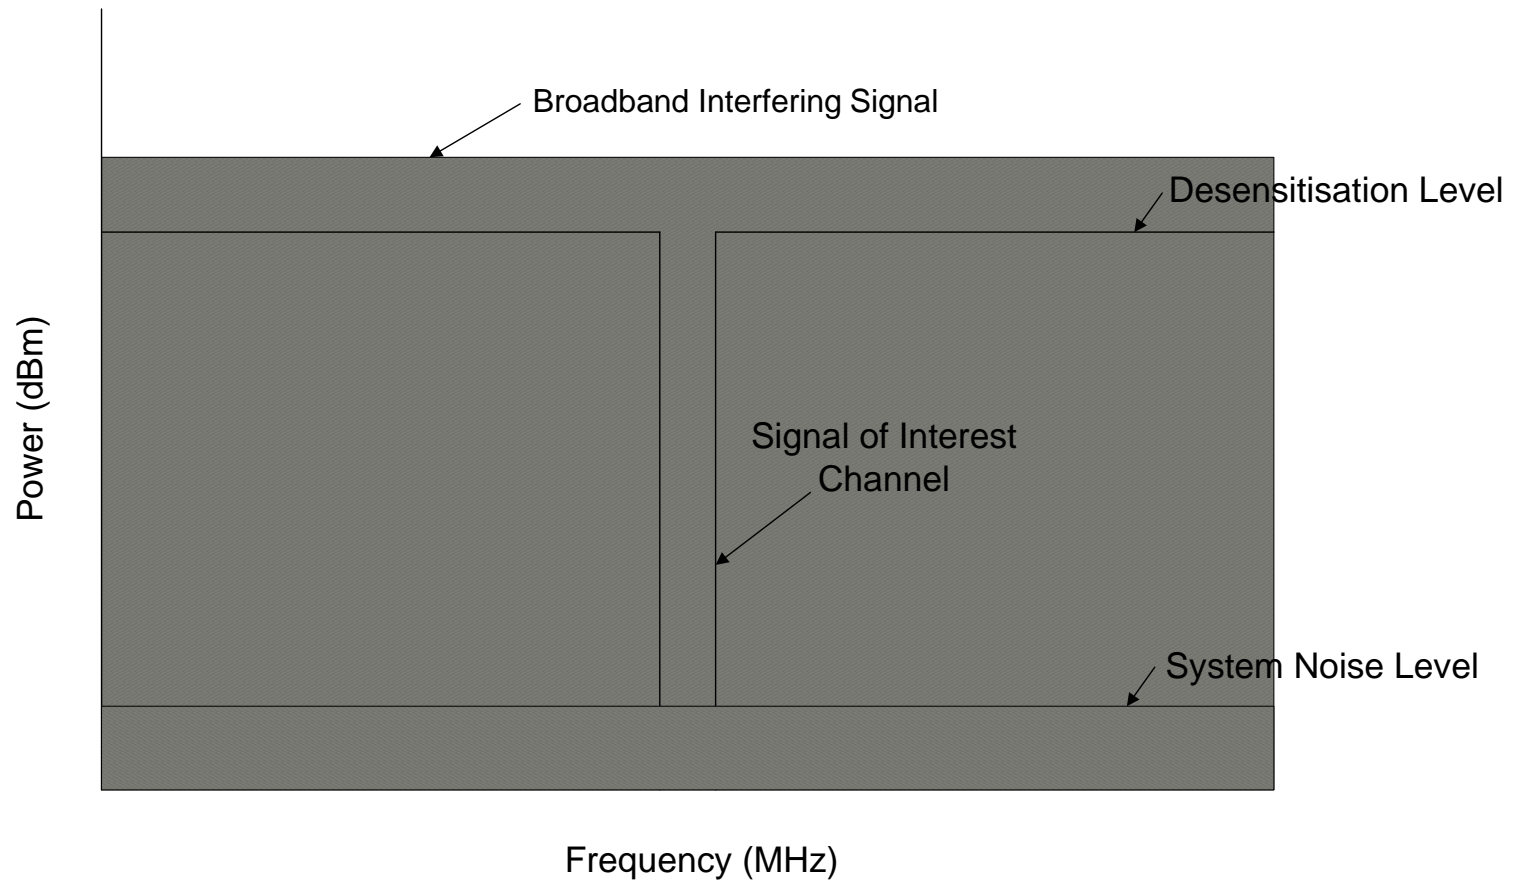 Broadband Interfering Signal
Desensitisation Level
Power (dBm)
Signal of Interest
Channel
System Noise Level
Frequency (MHz)